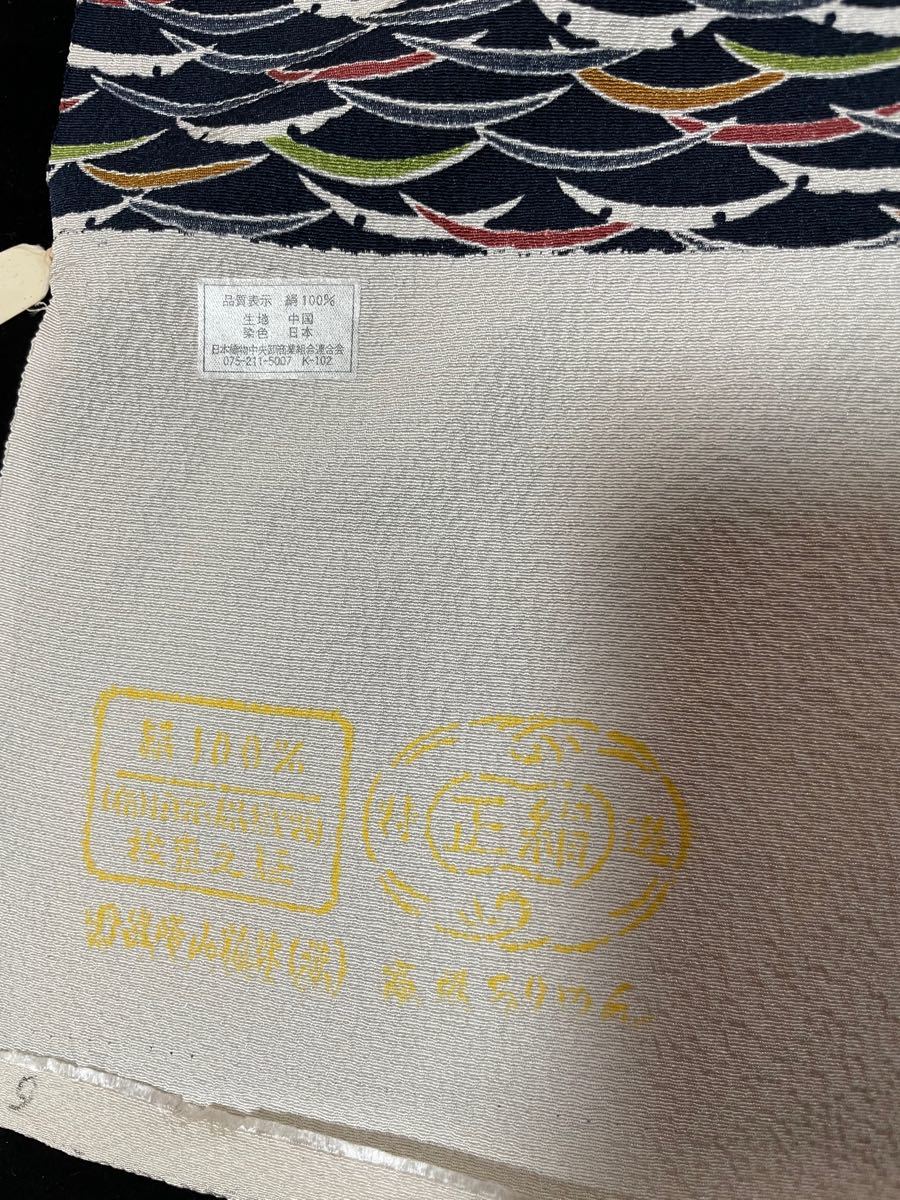 品質表示 絹100%
生造 中国
染色 日本
日本織物中央卸商業組合連合会
075-211-5007 K-102
絹100%
検査之証
特 正絹 選
ちりめん